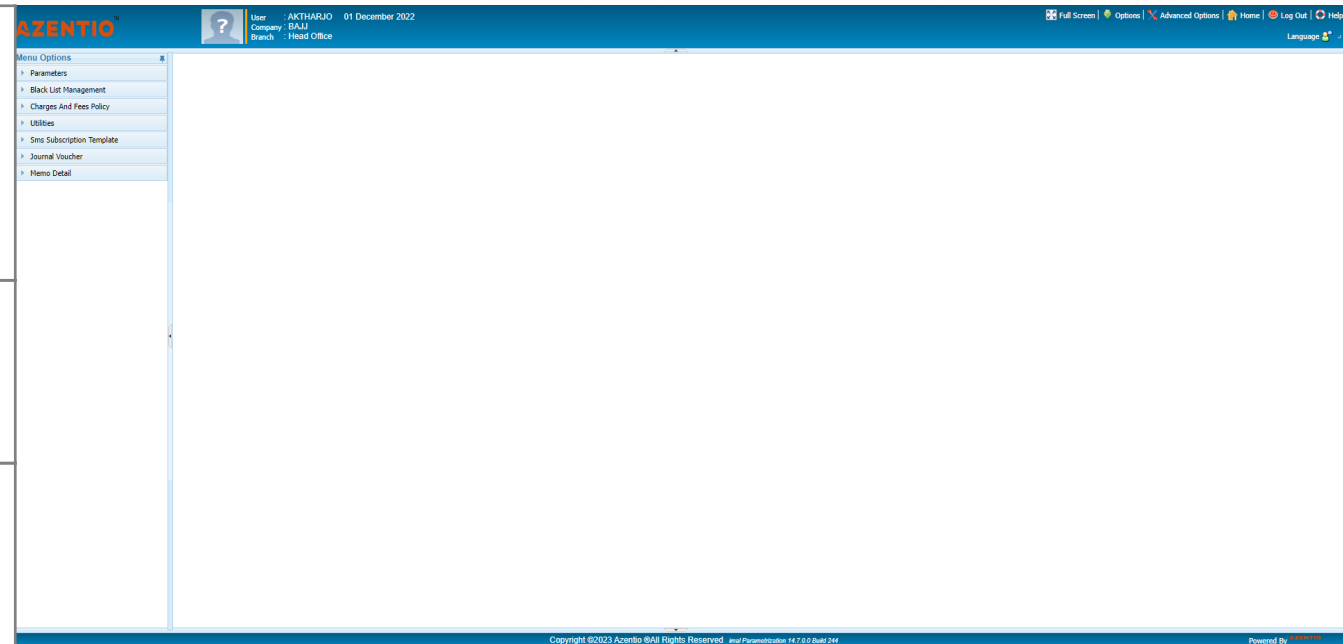 AZENTIO™
User : AKTHARJO 01 December 2022
Company : BAJJ
Branch : Head Office
Full Screen | Options | Advanced Options | Home | Log Out | Help
Language
Menu Options
Parameters
Black List Management
Charges And Fees Policy
Utilities
Sms Subscription Template
Journal Voucher
Memo Detail
Copyright ©2023 Azentio ®All Rights Reserved imal Parametrization 14.7.0.0 Build 244
Powered By AZENTIO